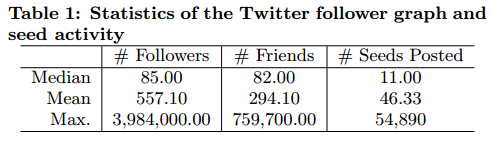 Table 1: Statistics of the Twitter follower graph and
seed activity
# Followers # Friends # Seeds Posted
Median 85.00 82.00 11.00
Mean 557.10 294.10 46.33
Max. 3,984,000.00 759,700.00 54,890